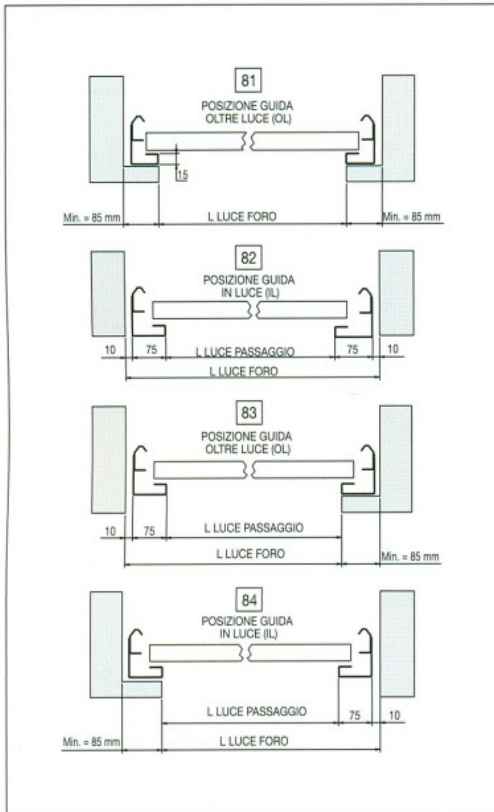 81
POSIZIONE GUIDA
OLTRE LUCE (OL)
15
Min. = 85 mm L LUCE FORO Min. = 85 mm
82
POSIZIONE GUIDA
IN LUCE (IL)
10 75 L LUCE PASSAGGIO 75 10
L LUCE FORO
83
POSIZIONE GUIDA
OLTRE LUCE (OL)
10 75 L LUCE PASSAGGIO
L LUCE FORO Min. = 85 mm
84
POSIZIONE GUIDA
IN LUCE (IL)
L LUCE PASSAGGIO 75 10
Min. = 85 mm L LUCE FORO